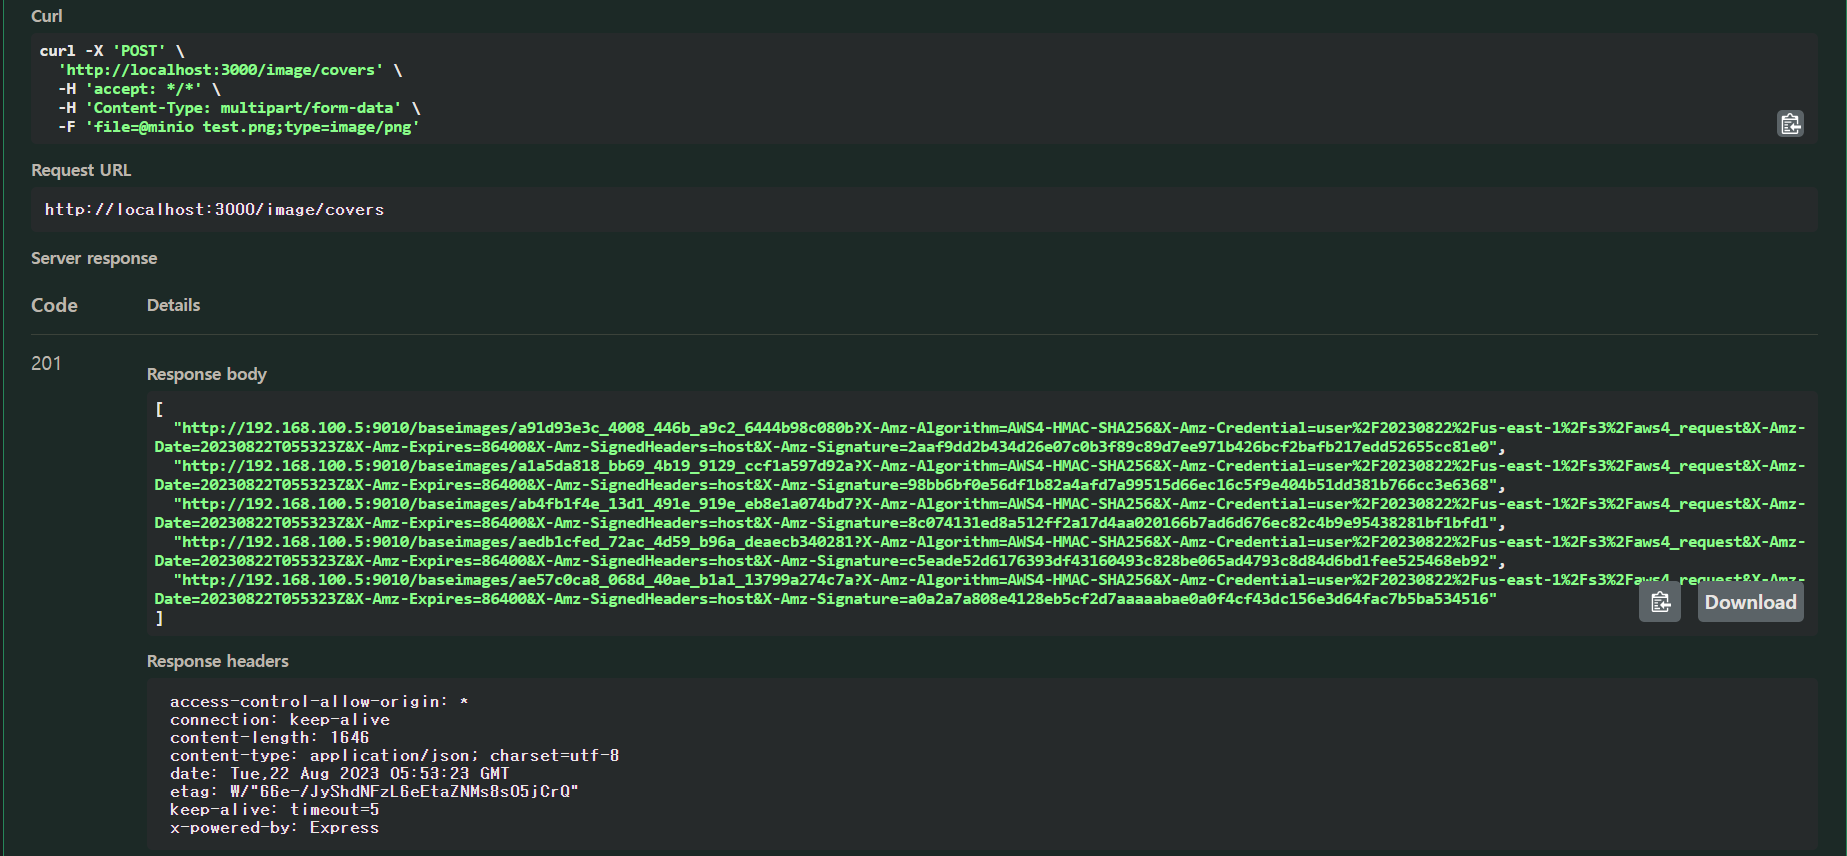 Curl
curl -X 'POST' \
'http://localhost:3000/image/covers' \
-H 'accept: */*' \
-H 'Content-Type: multipart/form-data' \
-F 'file=@minio test.png;type=image/png'
Request URL
http://localhost:3000/image/covers
Server response
Code Details
201
Response body
[
"http://192.168.100.5:9010/baseimages/a91d93e3c_4008_446b_a9c2_6444b98c080b?X-Amz-Algorithm=AWS4-HMAC-SHA256&X-Amz-Credential=user%2F20230822%2Fus-east-1%2Fs3%2Faws4_request&X-Amz-
Date=20230822T055323Z&X-Amz-Expires=86400&X-Amz-SignedHeaders=host&X-Amz-Signature=2aaf9dd2b434d26e07c0b3f89c89d7ee971b426bcf2bafb217edd52655cc81e0",
"http://192.168.100.5:9010/baseimages/a1a5da818_bb69_4b19_9129_ccf1a597d92a?X-Amz-Algorithm=AWS4-HMAC-SHA256&X-Amz-Credential=user%2F20230822%2Fus-east-1%2Fs3%2Faws4_request&X-Amz-
Date=20230822T055323Z&X-Amz-Expires=86400&X-Amz-SignedHeaders=host&X-Amz-Signature=98bb6bf0e56df1b82a4afd7a99515d66ec16c5f9e404b51dd381b766cc3e6368",
"http://192.168.100.5:9010/baseimages/ab4fb1f4e_13d1_491e_919e_eb8e1a074bd7?X-Amz-Algorithm=AWS4-HMAC-SHA256&X-Amz-Credential=user%2F20230822%2Fus-east-1%2Fs3%2Faws4_request&X-Amz-
Date=20230822T055323Z&X-Amz-Expires=86400&X-Amz-SignedHeaders=host&X-Amz-Signature=8c074131ed8a512ff2a17d4aa020166b7ad6d676ec82c4b9e95438281bf1bfd1",
"http://192.168.100.5:9010/baseimages/aedb1cfed_72ac_4d59_b96a_deaecb340281?X-Amz-Algorithm=AWS4-HMAC-SHA256&X-Amz-Credential=user%2F20230822%2Fus-east-1%2Fs3%2Faws4_request&X-Amz-
Date=20230822T055323Z&X-Amz-Expires=86400&X-Amz-SignedHeaders=host&X-Amz-Signature=c5eade52d6176393df43160493c828be065ad4793c8d84d6bd1fee525468eb92",
"http://192.168.100.5:9010/baseimages/ae57c0ca8_068d_40ae_b1a1_13799a274c7a?X-Amz-Algorithm=AWS4-HMAC-SHA256&X-Amz-Credential=user%2F20230822%2Fus-east-1%2Fs3%2Faws4_request&X-Amz-
Date=20230822T055323Z&X-Amz-Expires=86400&X-Amz-SignedHeaders=host&X-Amz-Signature=a0a2a7a808e4128eb5cf2d7aaaaabae0a0f4cf43dc156e3d64fac7b5ba534516"
]
Download
Response headers
access-control-allow-origin: *
connection: keep-alive
content-length: 1646
content-type: application/json; charset=utf-8
date: Tue,22 Aug 2023 05:53:23 GMT
etag: W/"66e-/JyShdNFzL6eEtaZNMs8sO5jCrQ"
keep-alive: timeout=5
x-powered-by: Express